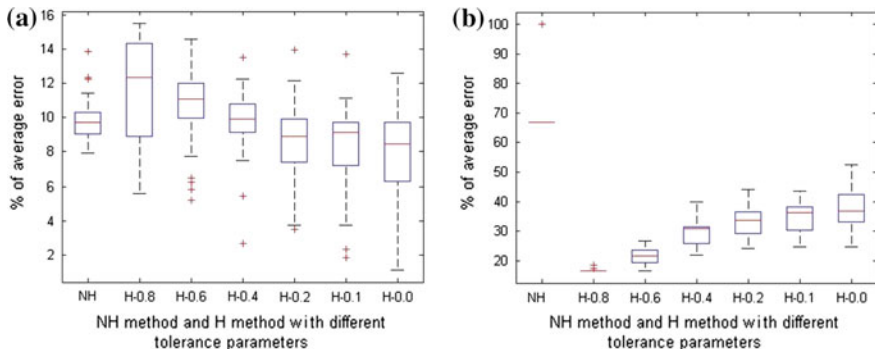 (a)
% of average error
16
14
12
10
8
6
4
2
NH H-0.8 H-0.6 H-0.4 H-0.2 H-0.1 H-0.0
NH method and H method with different
tolerance parameters
(b)
% of average error
100
90
80
70
60
50
40
30
20
NH H-0.8 H-0.6 H-0.4 H-0.2 H-0.1 H-0.0
NH method and H method with different
tolerance parameters